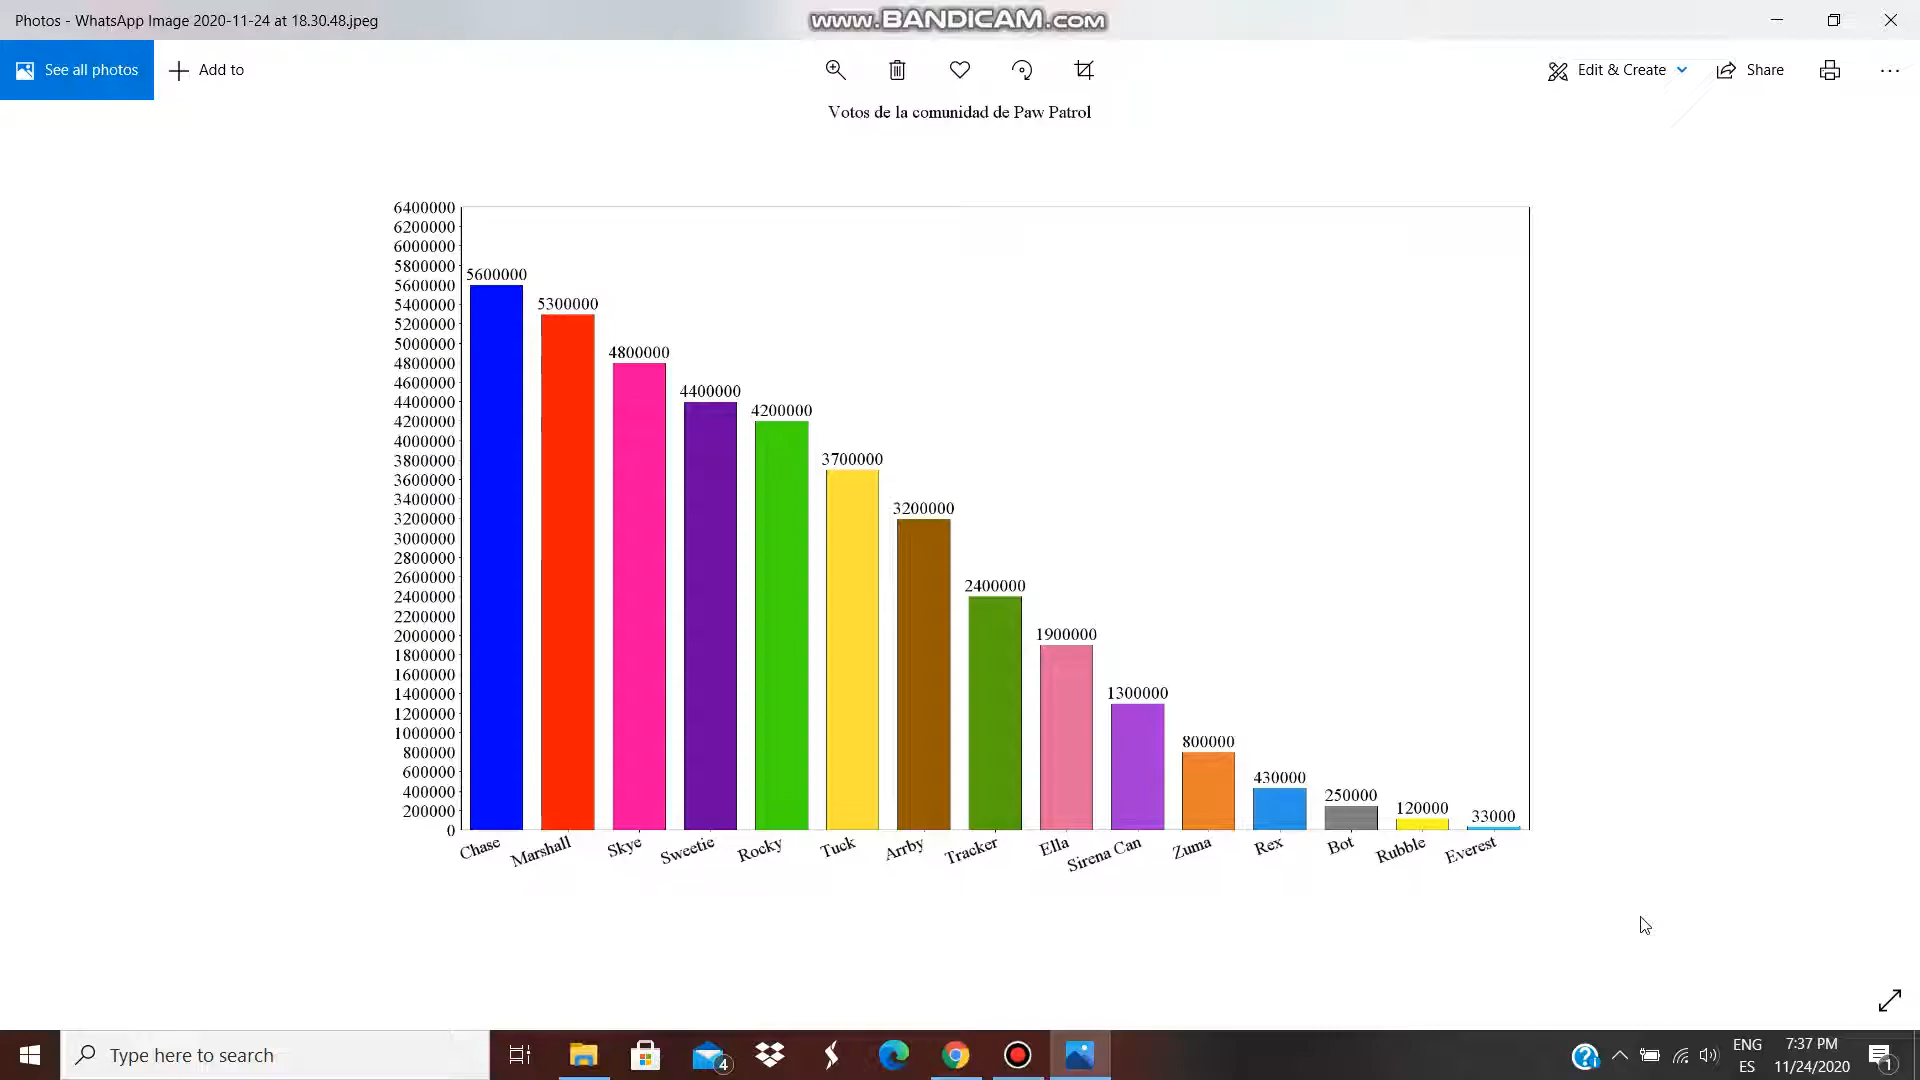 Photos - WhatsApp Image 2020-11-24 at 18.30.48.jpeg
www.BANDICAM.com
See all photos
Add to
Edit & Create
Share
Votos de la comunidad de Paw Patrol
6400000
6200000
6000000
5800000
5600000
5400000
5200000
5000000
4800000
4600000
4400000
4200000
4000000
3800000
3600000
3400000
3200000
3000000
2800000
2600000
2400000
2200000
2000000
1800000
1600000
1400000
1200000
1000000
800000
600000
400000
200000
0
5600000
5300000
4800000
4400000
4200000
3700000
3200000
2400000
1900000
1300000
800000
430000
250000
120000
33000
Chase
Marshall
Skye
Sweetie
Rocky
Tuck
Arrby
Tracker
Ella
Sirena Can
Zuma
Rex
Bot
Rubble
Everest
Type here to search
4
ENG
ES
7:37 PM
11/24/2020
1